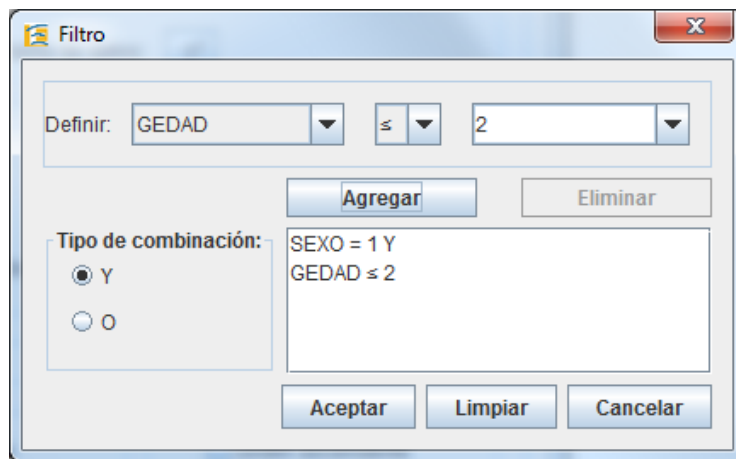 Filtro
Definir: GEDAD ≤ 2
Agregar Eliminar
Tipo de combinación:
Y
O
SEXO = 1 Y
GEDAD ≤ 2
Aceptar Limpiar Cancelar